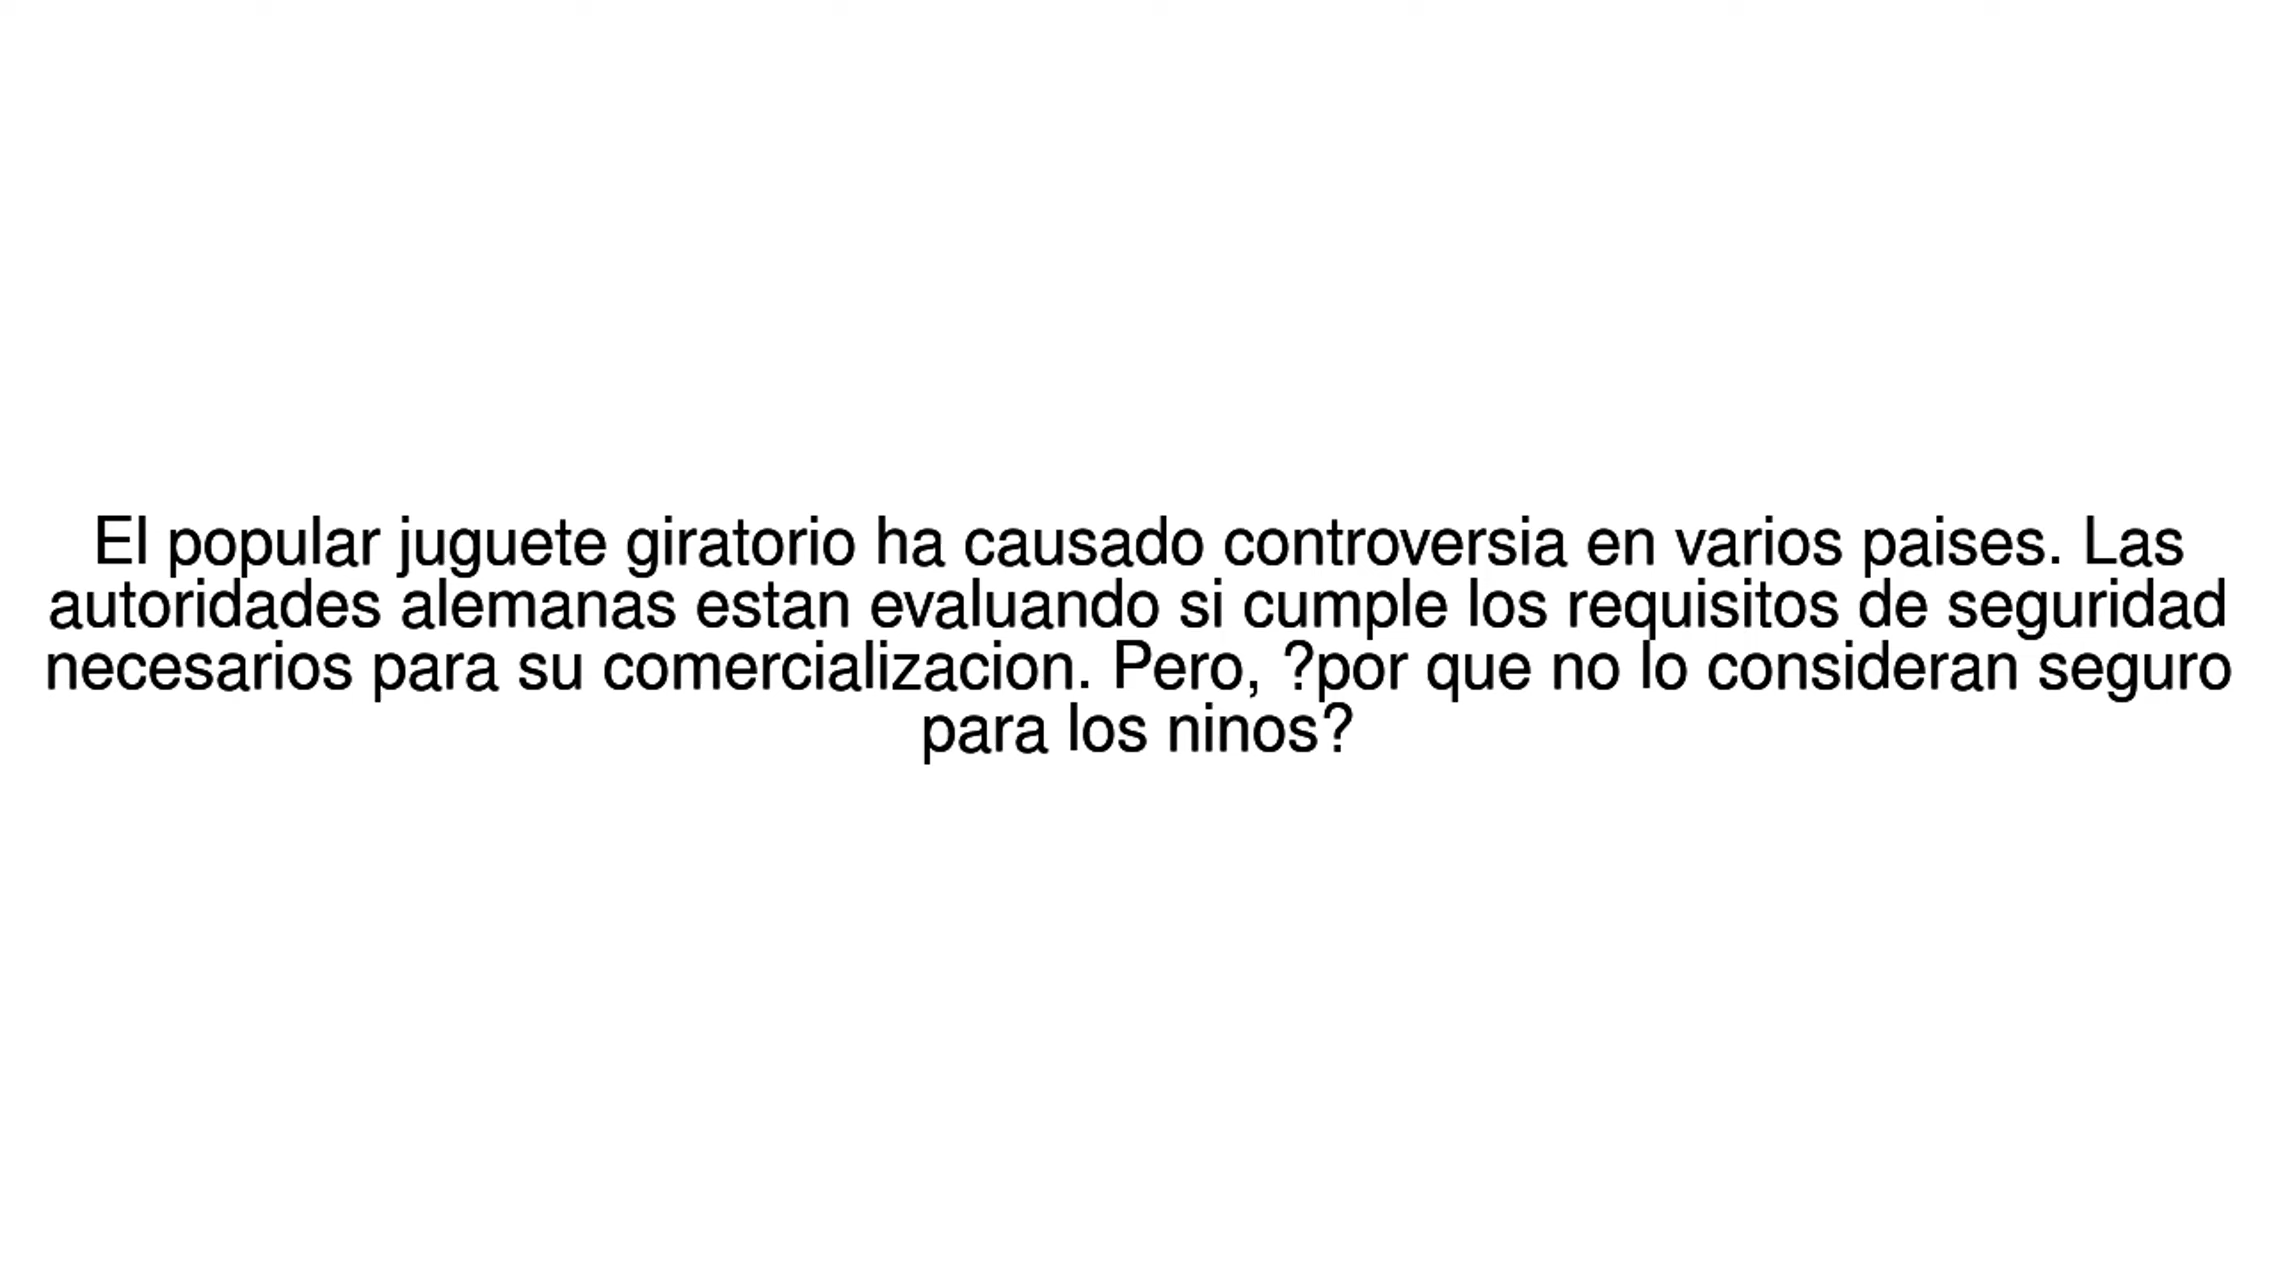 El popular juguete giratorio ha causado controversia en varios paises. Las
autoridades alemanas estan evaluando si cumple los requisitos de seguridad
necesarios para su comercializacion. Pero, ?por que no lo consideran seguro
para los ninos?